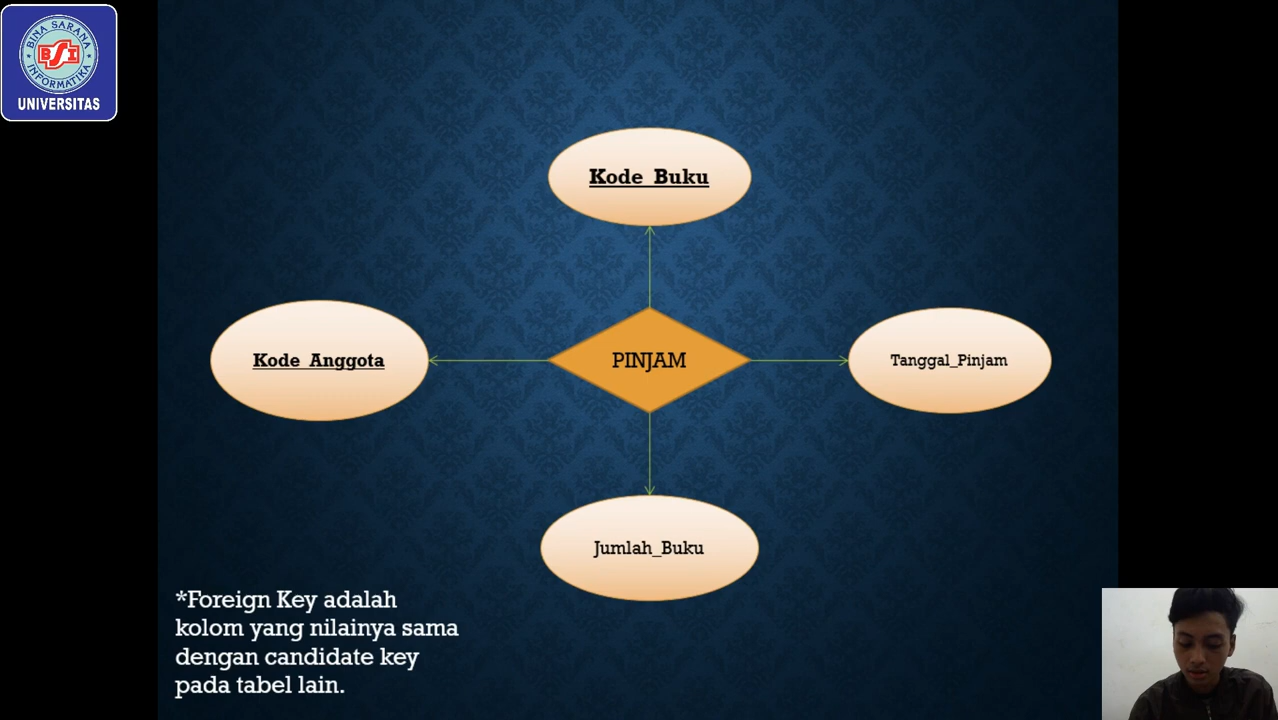 BINA SARANA
BSI
INFORMATIKA
UNIVERSITAS
Kode_Buku
Kode_Anggota
PINJAM
Tanggal_Pinjam
Jumlah_Buku
*Foreign Key adalah
kolom yang nilainya sama
dengan candidate key
pada tabel lain.